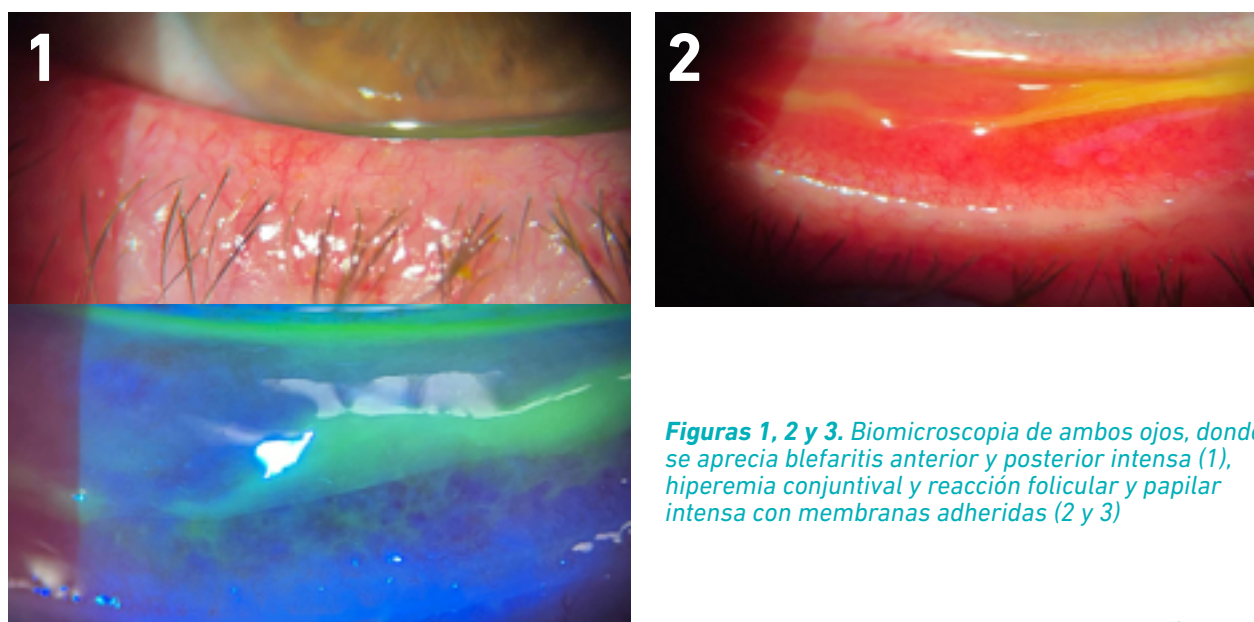 1
2
Figuras 1, 2 y 3. Biomicroscopia de ambos ojos, donde
se aprecia blefaritis anterior y posterior intensa (1),
hiperemia conjuntival y reacción folicular y papilar
intensa con membranas adheridas (2 y 3)